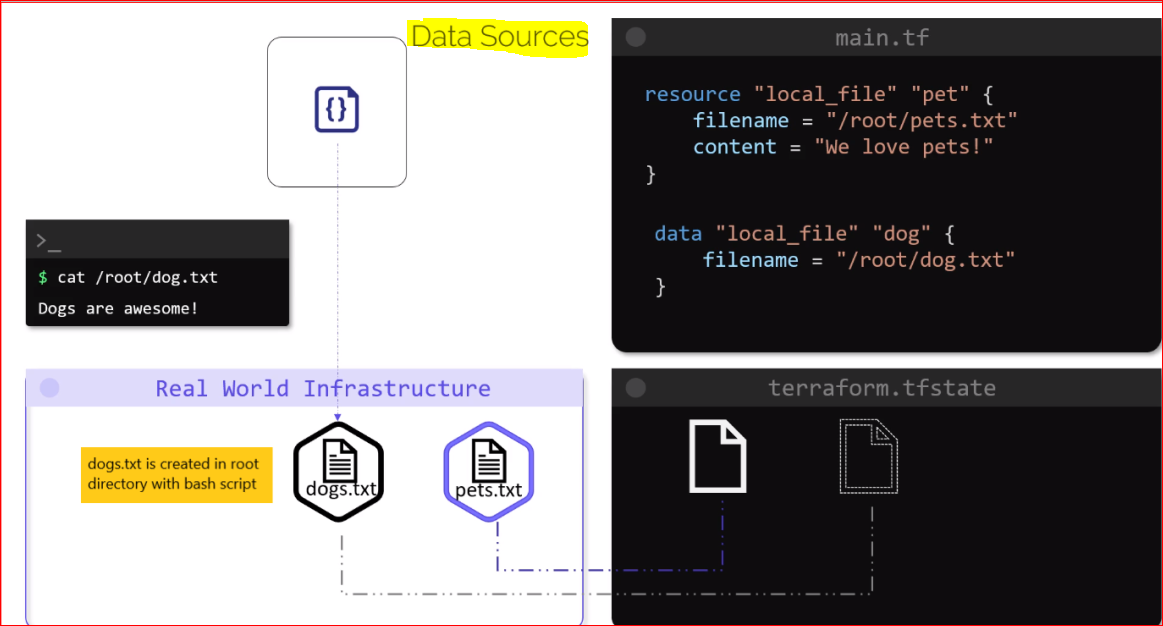 Data Sources
{}
>_
$ cat /root/dog.txt
Dogs are awesome!
main.tf
resource "local_file" "pet" {
filename = "/root/pets.txt"
content = "We love pets!"
}
data "local_file" "dog" {
filename = "/root/dog.txt"
}
Real World Infrastructure
dogs.txt is created in root
directory with bash script
dogs.txt
pets.txt
terraform.tfstate